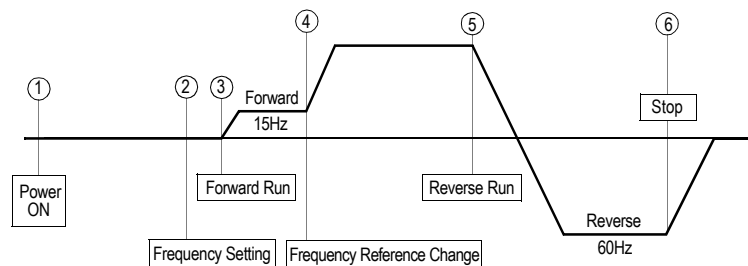 ①
②
③
④
⑤
⑥
Forward
15Hz
Stop
Power
ON
Forward Run
Reverse Run
Reverse
60Hz
Frequency Setting
Frequency Reference Change